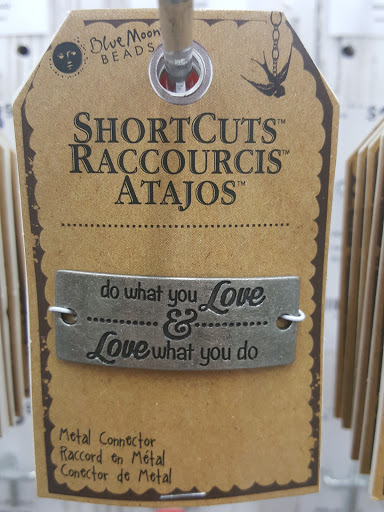 Blue Moon
BEADS
SHORTCUTS™
RACCOURCIS™
ATAJOS™
do what you Love
&
Love what you do
Metal Connector
Raccord en Métal
Conector de Metal